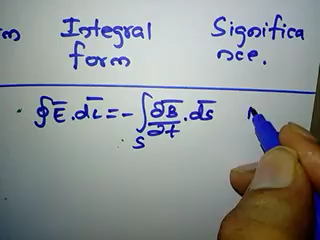 m Integral Significa
form nce.
∮E̅.dL̅=-∫S ∂B̅/∂t.ds̅